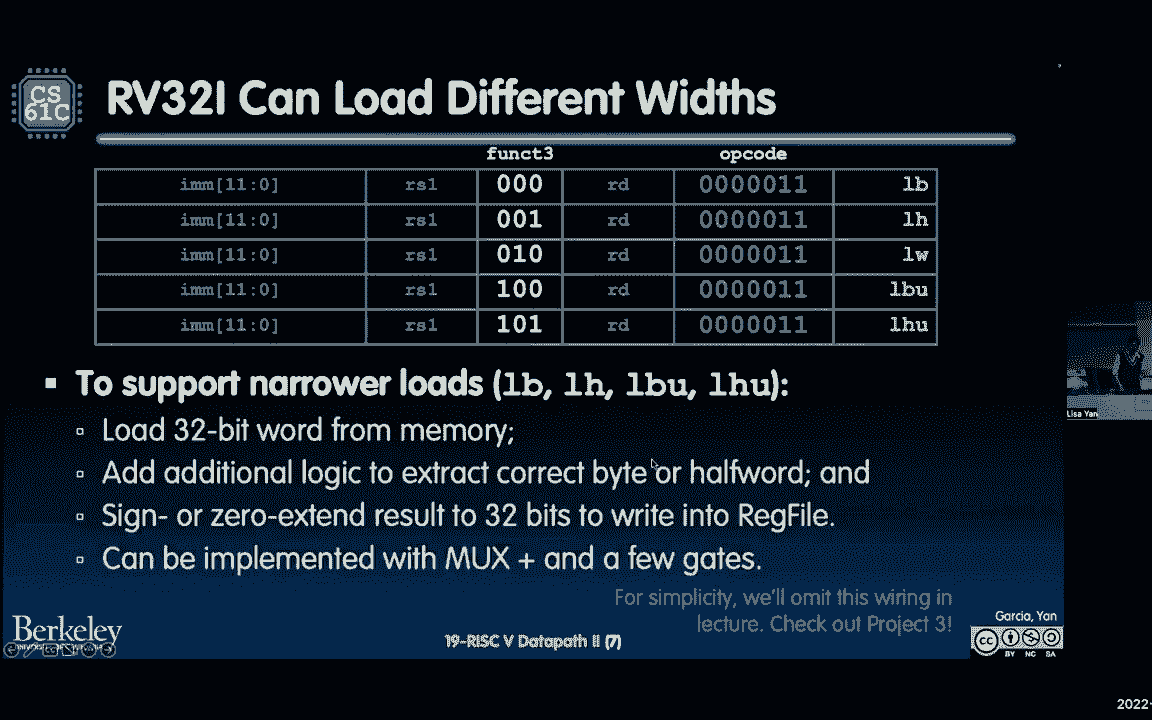 CS
61C
RV32I Can Load Different Widths
funct3 opcode
imm[11:0] rs1 000 rd 0000011 lb
imm[11:0] rs1 001 rd 0000011 lh
imm[11:0] rs1 010 rd 0000011 lw
imm[11:0] rs1 100 rd 0000011 lbu
imm[11:0] rs1 101 rd 0000011 lhu
▪ To support narrower loads (lb, lh, lbu, lhu):
▫ Load 32-bit word from memory;
▫ Add additional logic to extract correct byte or halfword; and
▫ Sign- or zero-extend result to 32 bits to write into RegFile.
▫ Can be implemented with MUX + and a few gates.
For simplicity, we'll omit this wiring in
lecture. Check out Project 3!
Lisa Yan
Berkeley
19-RISC V Datapath II (7)
Garcia, Yan
cc
BY NC SA
2022-